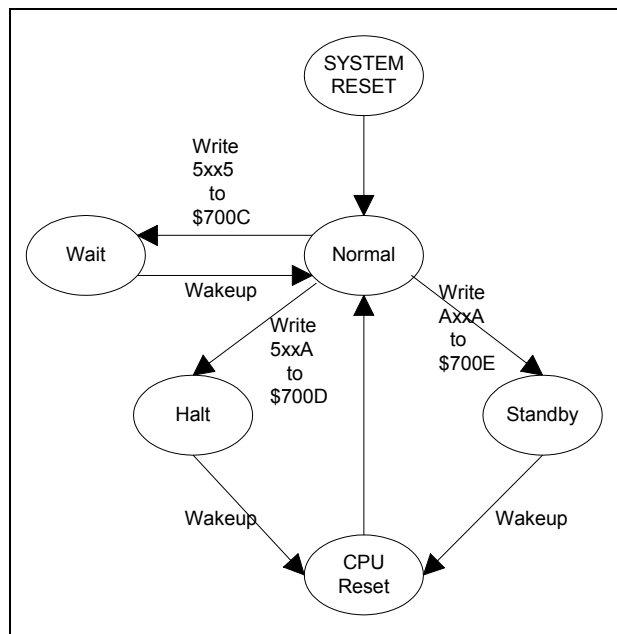 SYSTEM
RESET
Write
5xx5
to
$700C
Wait
Normal
Wakeup
Write
5xxA
to
$700D
Write
AxxA
to
$700E
Halt
Standby
Wakeup
Wakeup
CPU
Reset